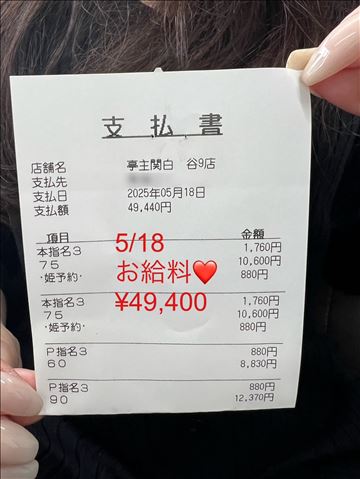 支払書
店舗名 亭主関白 谷9店
支払先
支払日 2025年05月18日
支払額 49,440円
項目 金額
本指名3 1,760円
75 10,600円
・姫予約・ 880円
5/18
お給料❤
¥49,400
本指名3 1,760円
75 10,600円
・姫予約・ 880円
P指名3 880円
60 8,830円
P指名3 880円
90 12,370円